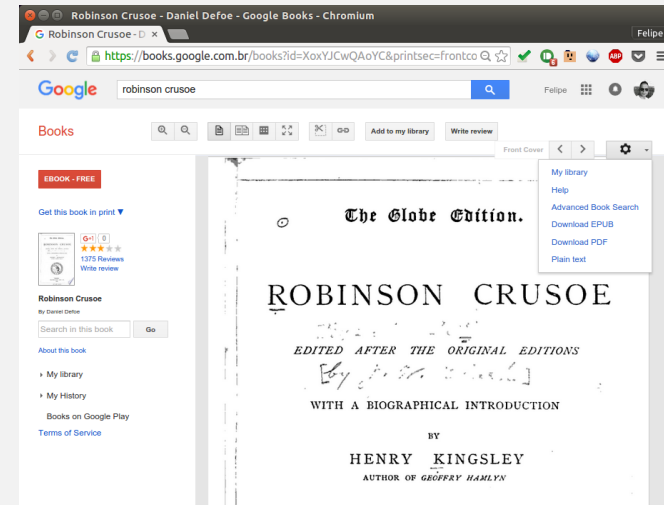 Robinson Crusoe - Daniel Defoe - Google Books - Chromium
Robinson Crusoe - D ×
Felipe
https://books.google.com.br/books?id=XoxYJCwQAoYC&printsec=frontco
ABP
Google
robinson crusoe
Felipe
Books
Add to my library
Write review
Front Cover
My library
Help
Advanced Book Search
Download EPUB
Download PDF
Plain text
EBOOK - FREE
Get this book in print ▼
G+1 0
1375 Reviews
Write review
Robinson Crusoe
By Daniel Defoe
Search in this book
Go
About this book
My library
My History
Books on Google Play
Terms of Service
The Globe Edition.
ROBINSON CRUSOE
EDITED AFTER THE ORIGINAL EDITIONS
[by
WITH A BIOGRAPHICAL INTRODUCTION
BY
HENRY KINGSLEY
AUTHOR OF GEOFFRY HAMLYN